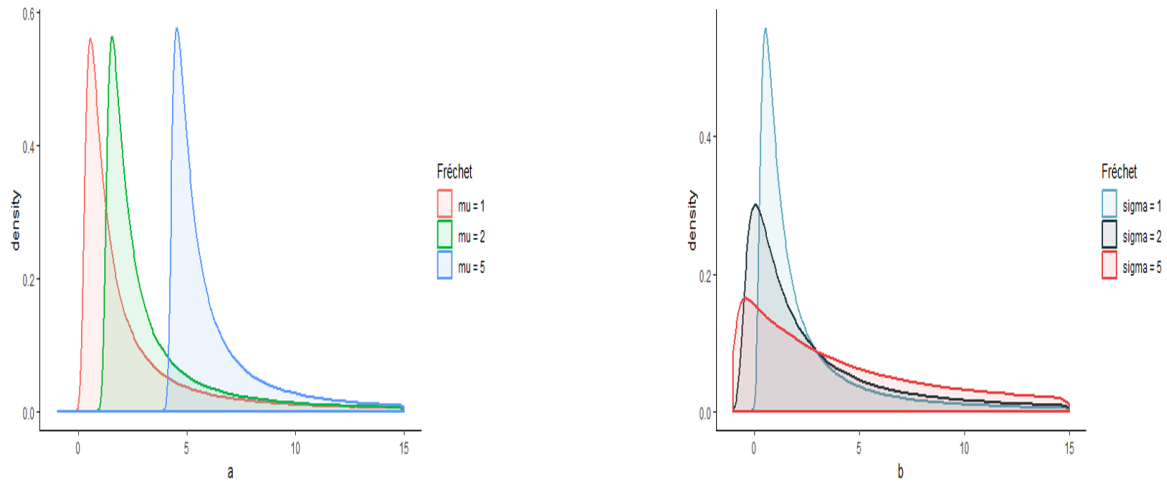 0.6
0.4
0.2
0.0
density
0
5
10
15
a
Fréchet
mu = 1
mu = 2
mu = 5
0.4
0.2
0.0
density
0
5
10
15
b
Fréchet
sigma = 1
sigma = 2
sigma = 5